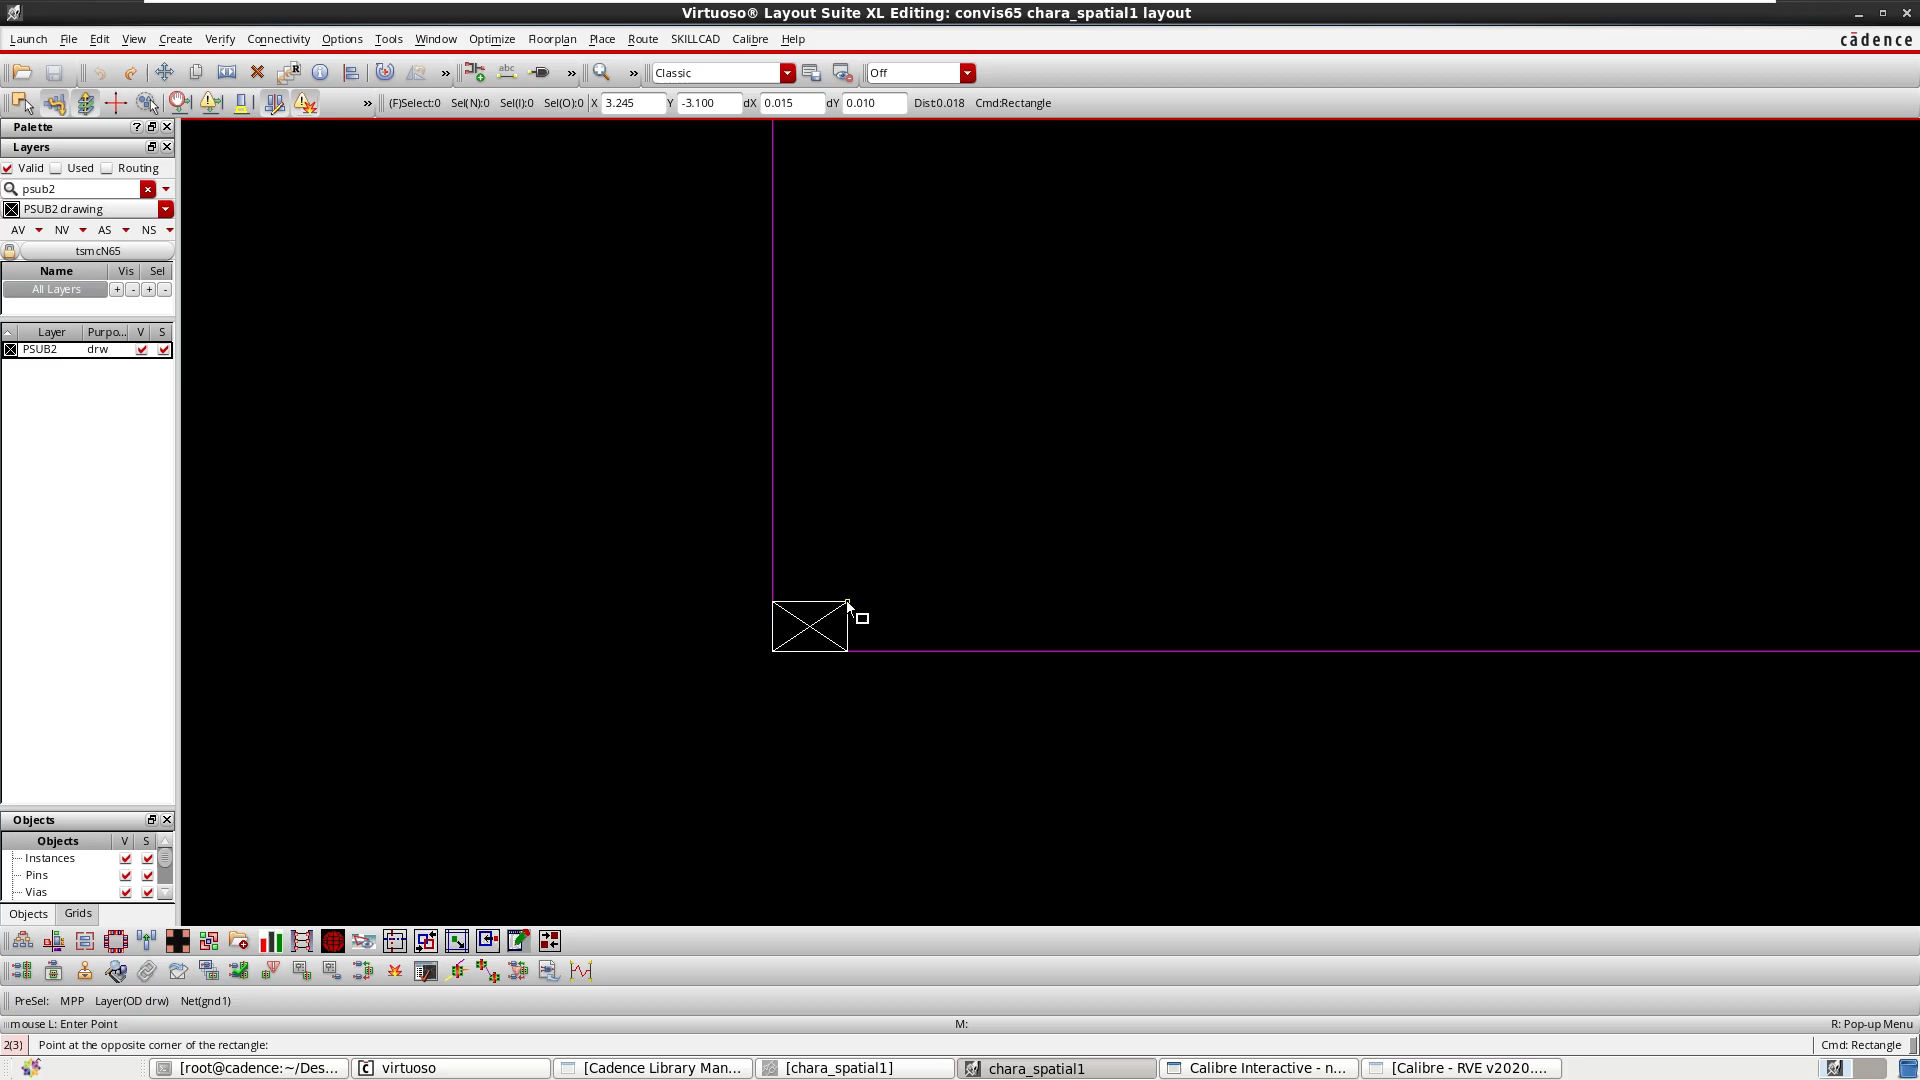 Virtuoso® Layout Suite XL Editing: convis65 chara_spatial1 layout
Launch File Edit View Create Verify Connectivity Options Tools Window Optimize Floorplan Place Route SKILLCAD Calibre Help cādence
» » » Classic Off
» (F)Select:0 Sel(N):0 Sel(I):0 Sel(O):0 X 3.245 Y -3.100 dX 0.015 dY 0.010 Dist:0.018 Cmd:Rectangle
Palette
Layers
Valid Used Routing
psub2
PSUB2 drawing
AV NV AS NS
tsmcN65
Name Vis Sel
All Layers + - + -
Layer Purpo... V S
PSUB2 drw
Objects
Objects V S
Instances
Pins
Vias
Objects Grids
PreSel: MPP Layer(OD drw) Net(gnd1)
mouse L: Enter Point M: R: Pop-up Menu
2(3) Point at the opposite corner of the rectangle: Cmd: Rectangle
[root@cadence:~/Des... virtuoso [Cadence Library Man... [chara_spatial1] chara_spatial1 Calibre Interactive - n... [Calibre - RVE v2020....